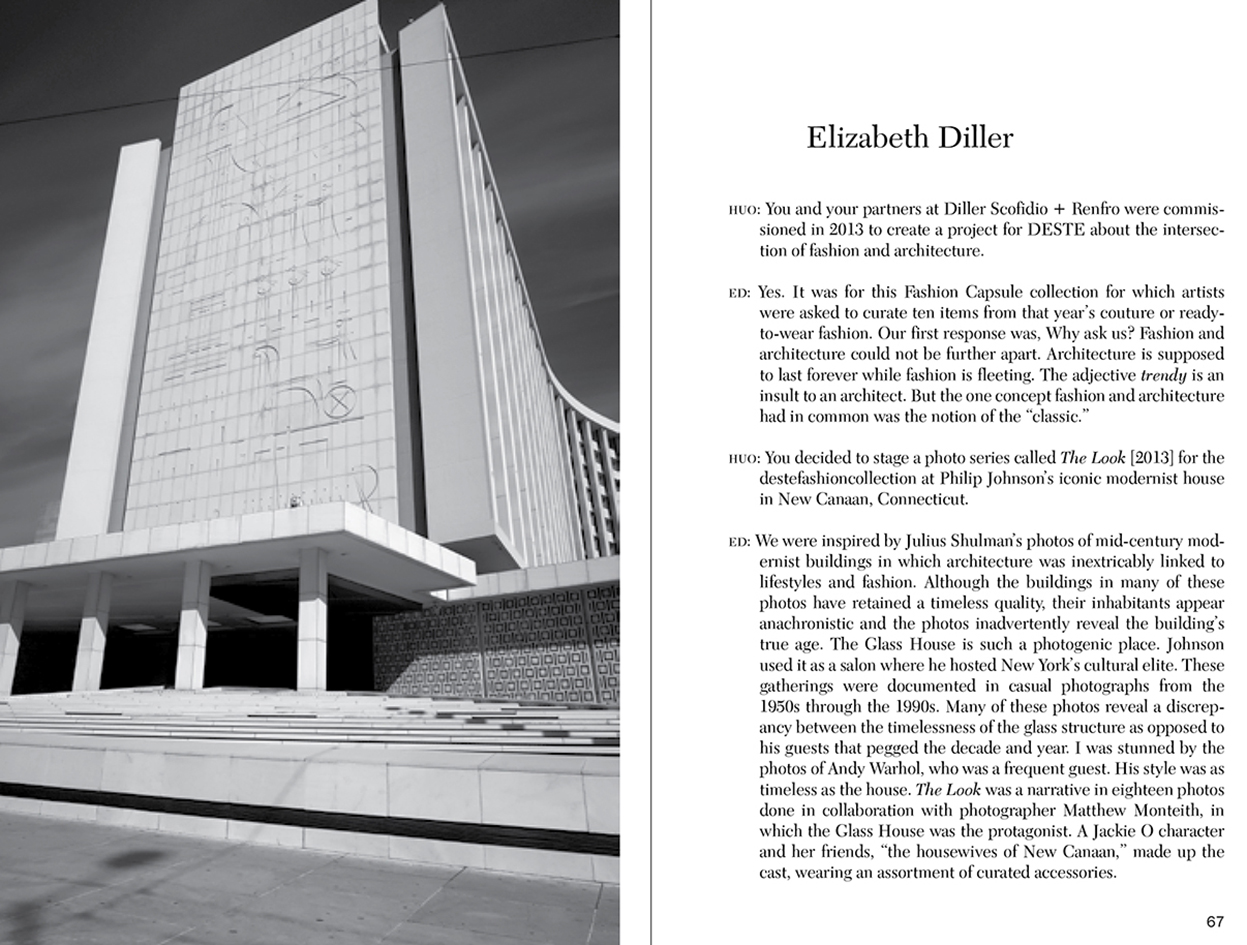 Elizabeth Diller
HUO: You and your partners at Diller Scofidio + Renfro were commis-
sioned in 2013 to create a project for DESTE about the intersec-
tion of fashion and architecture.
ED: Yes. It was for this Fashion Capsule collection for which artists
were asked to curate ten items from that year’s couture or ready-
to-wear fashion. Our first response was, Why ask us? Fashion and
architecture could not be further apart. Architecture is supposed
to last forever while fashion is fleeting. The adjective trendy is an
insult to an architect. But the one concept fashion and architecture
had in common was the notion of the “classic.”
HUO: You decided to stage a photo series called The Look [2013] for the
destefashioncollection at Philip Johnson’s iconic modernist house
in New Canaan, Connecticut.
ED: We were inspired by Julius Shulman’s photos of mid-century mod-
ernist buildings in which architecture was inextricably linked to
lifestyles and fashion. Although the buildings in many of these
photos have retained a timeless quality, their inhabitants appear
anachronistic and the photos inadvertently reveal the building’s
true age. The Glass House is such a photogenic place. Johnson
used it as a salon where he hosted New York’s cultural elite. These
gatherings were documented in casual photographs from the
1950s through the 1990s. Many of these photos reveal a discrep-
ancy between the timelessness of the glass structure as opposed to
his guests that pegged the decade and year. I was stunned by the
photos of Andy Warhol, who was a frequent guest. His style was as
timeless as the house. The Look was a narrative in eighteen photos
done in collaboration with photographer Matthew Monteith, in
which the Glass House was the protagonist. A Jackie O character
and her friends, “the housewives of New Canaan,” made up the
cast, wearing an assortment of curated accessories.
67